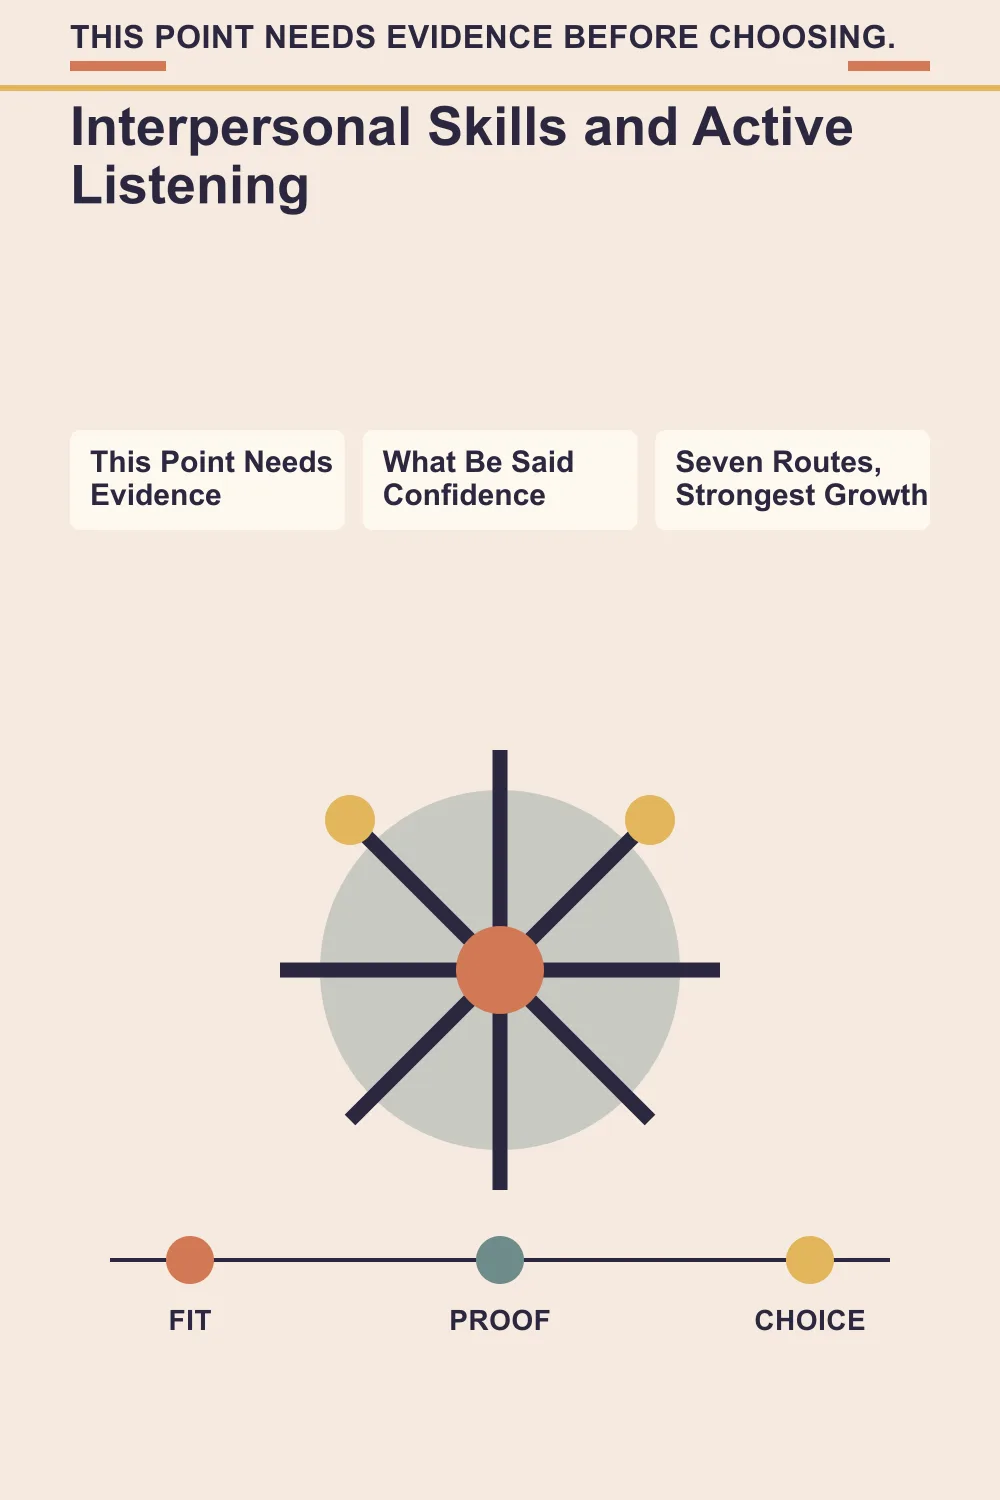 THIS POINT NEEDS EVIDENCE BEFORE CHOOSING.
Interpersonal Skills and Active
Listening
This Point Needs
Evidence
What Be Said
Confidence
Seven Routes,
Strongest Growth
FIT
PROOF
CHOICE